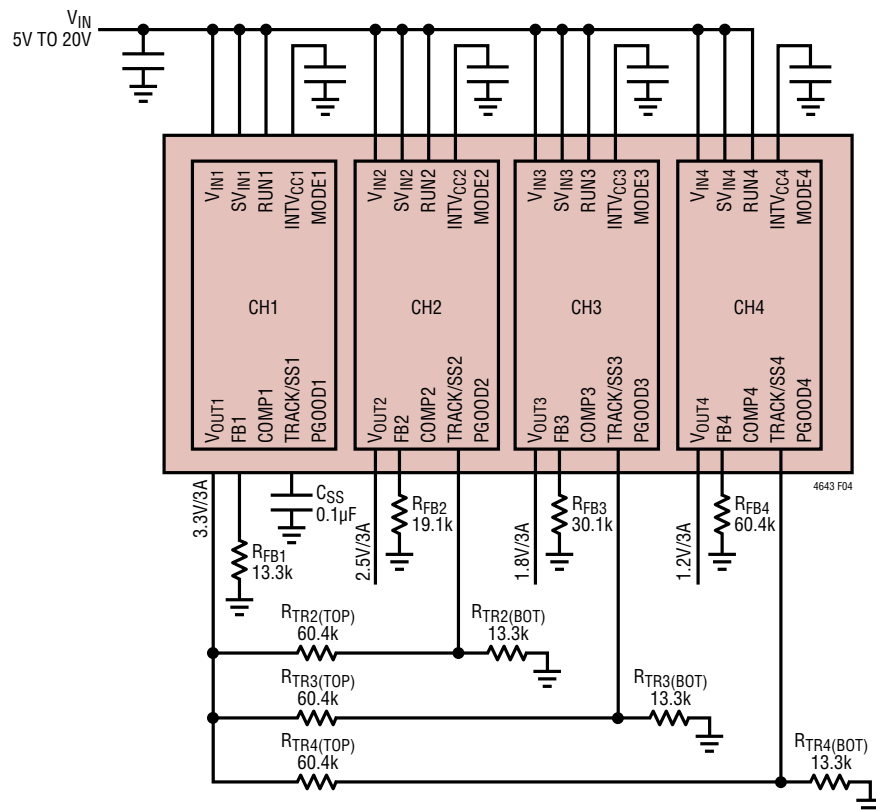 VIN
5V TO 20V
VIN1
SVIN1
RUN1
INTVCC1
MODE1
VIN2
SVIN2
RUN2
INTVCC2
MODE2
VIN3
SVIN3
RUN3
INTVCC3
MODE3
VIN4
SVIN4
RUN4
INTVCC4
MODE4
CH1
CH2
CH3
CH4
VOUT1
FB1
COMP1
TRACK/SS1
PGOOD1
VOUT2
FB2
COMP2
TRACK/SS2
PGOOD2
VOUT3
FB3
COMP3
TRACK/SS3
PGOOD3
VOUT4
FB4
COMP4
TRACK/SS4
PGOOD4
4643 F04
3.3V/3A
CSS
0.1µF
RFB1
13.3k
2.5V/3A
RFB2
19.1k
1.8V/3A
RFB3
30.1k
1.2V/3A
RFB4
60.4k
RTR2(TOP)
60.4k
RTR2(BOT)
13.3k
RTR3(TOP)
60.4k
RTR3(BOT)
13.3k
RTR4(TOP)
60.4k
RTR4(BOT)
13.3k